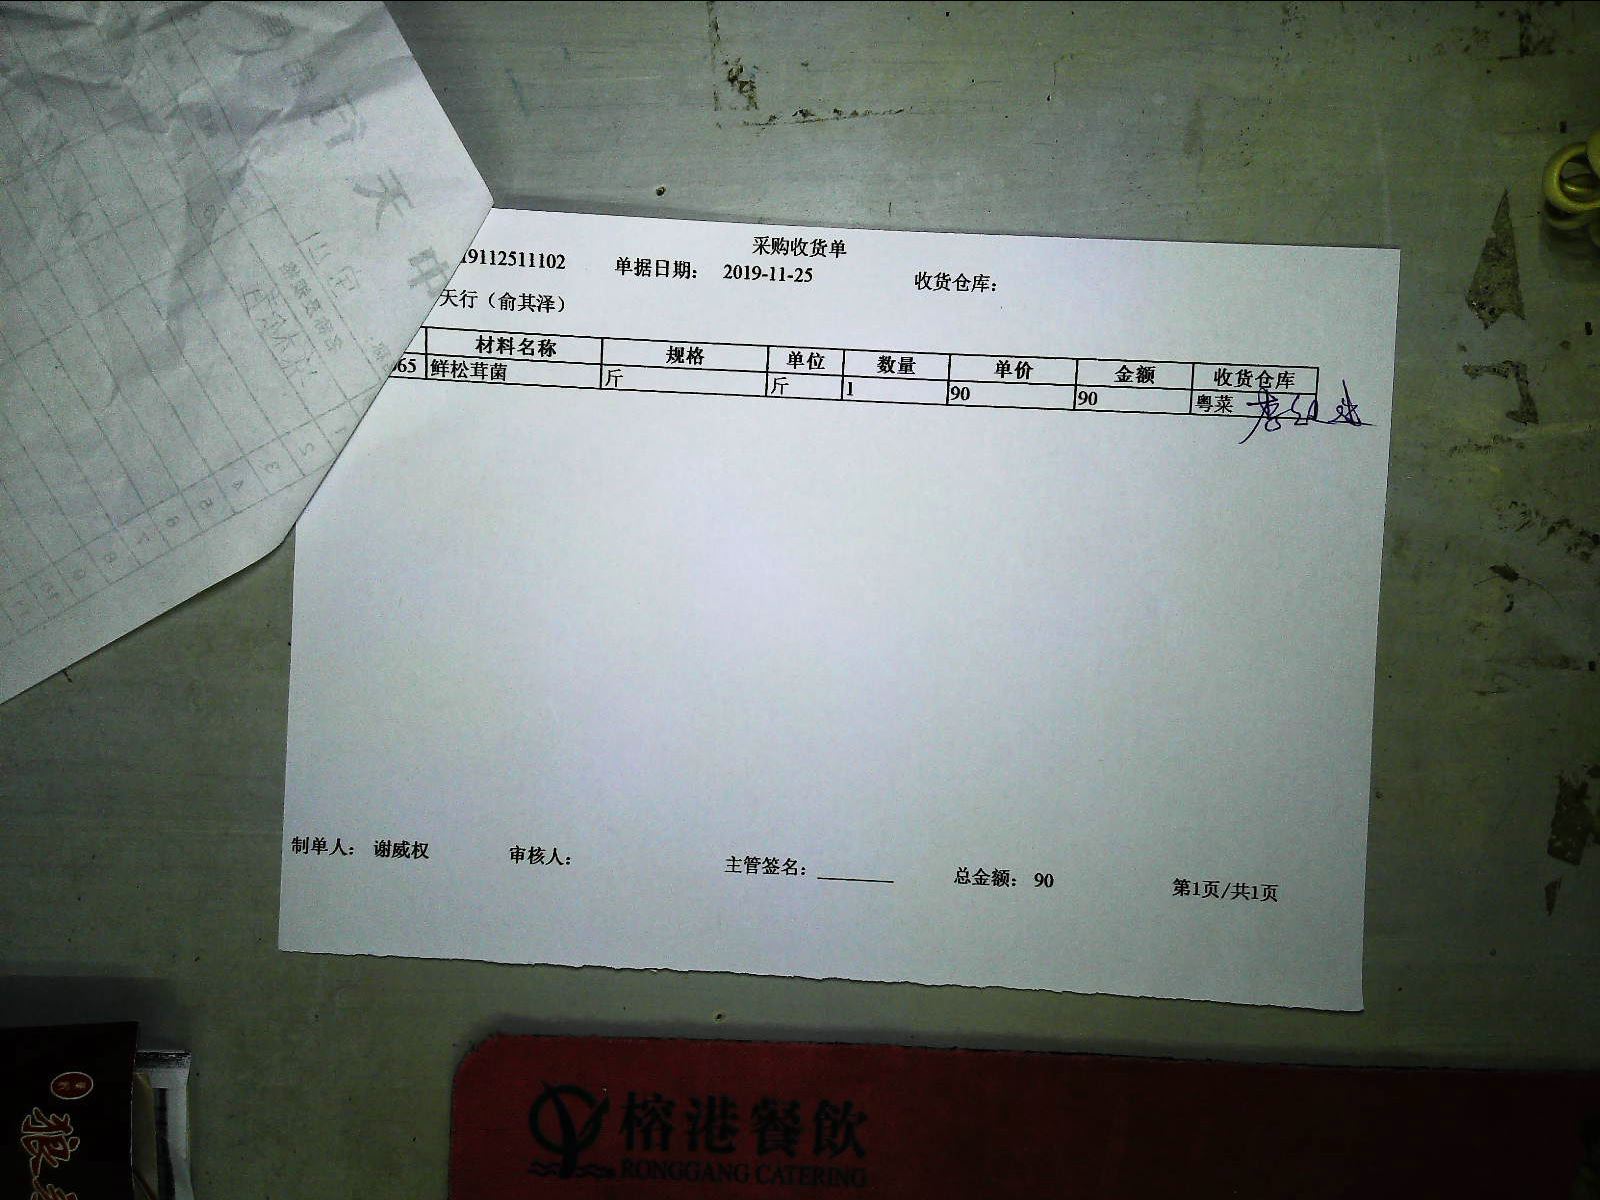 采购收货单
19112511102 单据日期： 2019-11-25 收货仓库：
天行（俞其泽）
材料名称 规格 单位 数量 单价 金额 收货仓库
65 鲜松茸菌 斤 斤 1 90 90 粤菜
制单人： 谢威权 审核人： 主管签名： 总金额： 90 第1页/共1页
中天行
榕港餐飲
RONGGANG CATERING